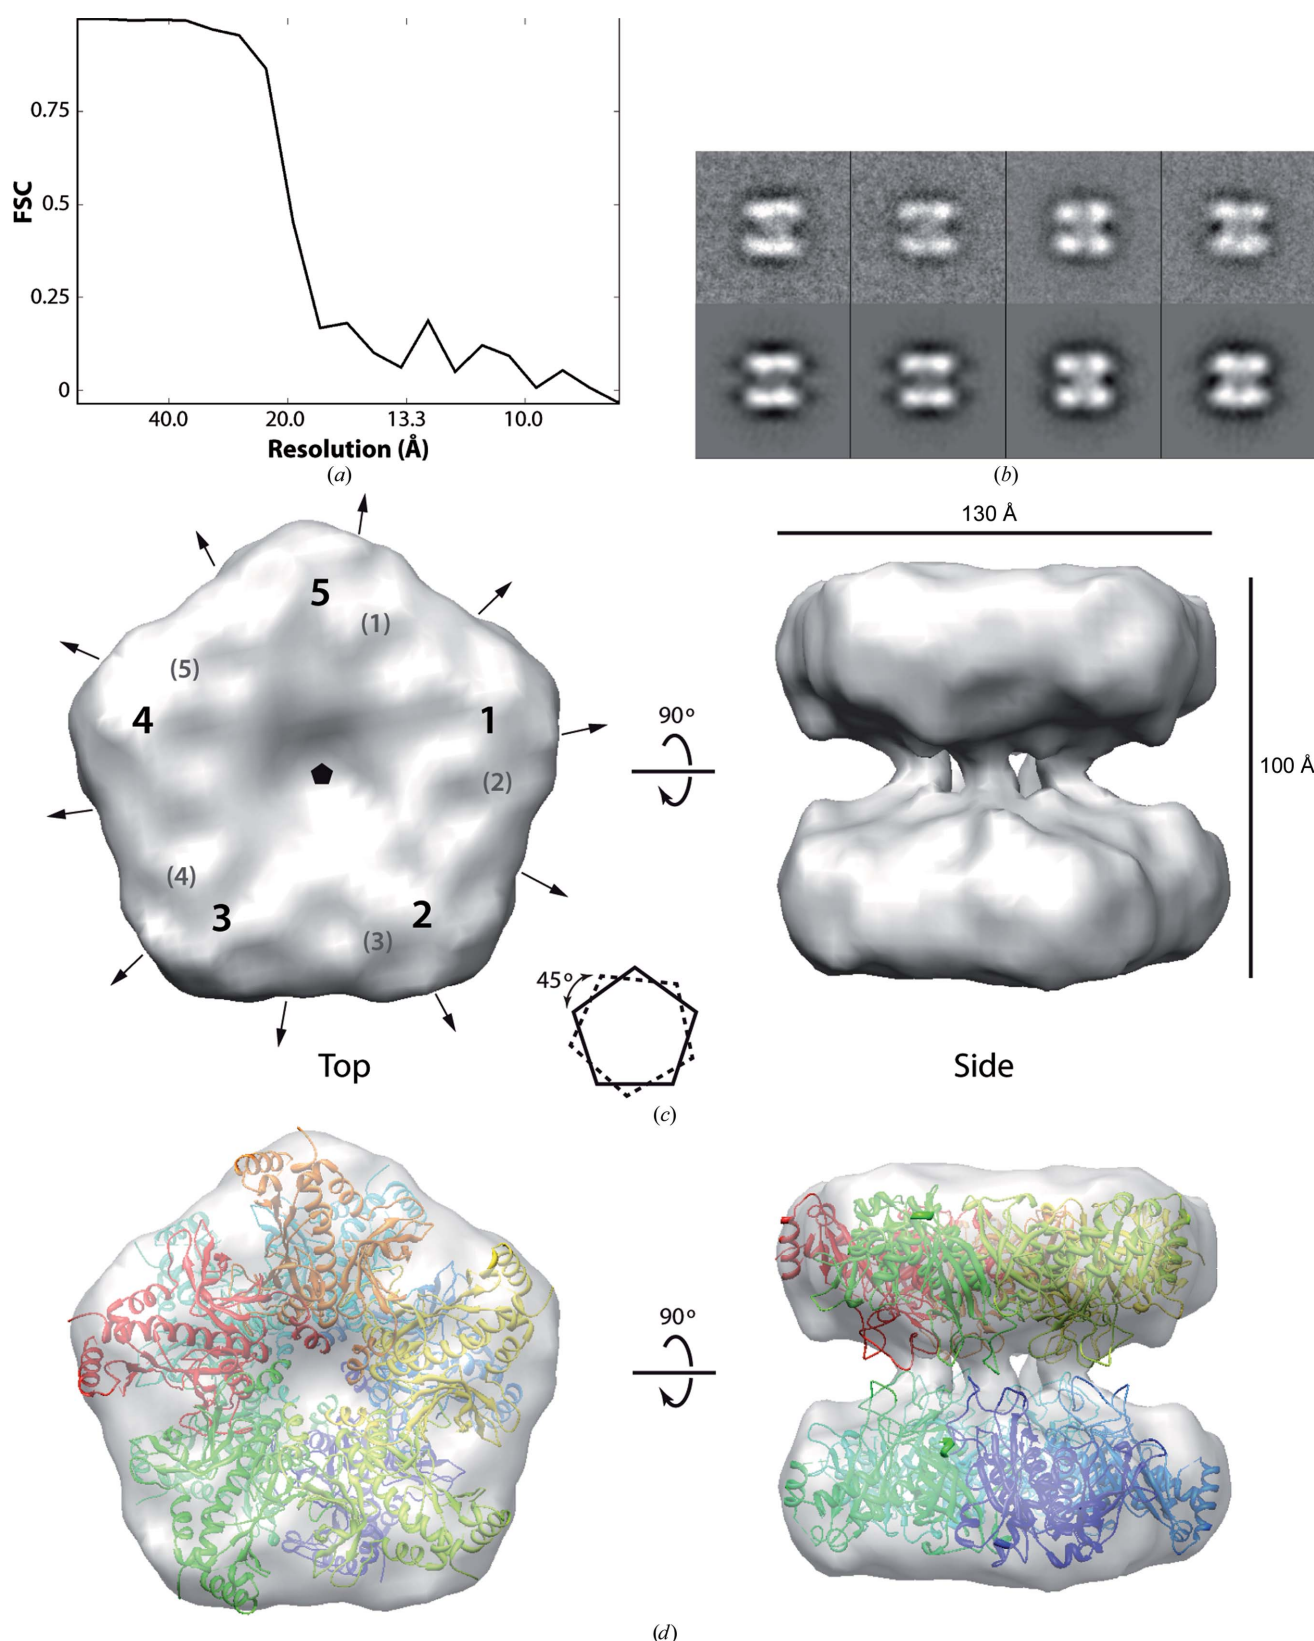 0.75
0.5
0.25
0
FSC
40.0 20.0 13.3 10.0
Resolution (Å)
(a)
(b)
130 Å
5
(1)
(5)
4
1
90°
(2)
100 Å
(4)
3
2
(3)
45°
Top
Side
(c)
90°
(d)